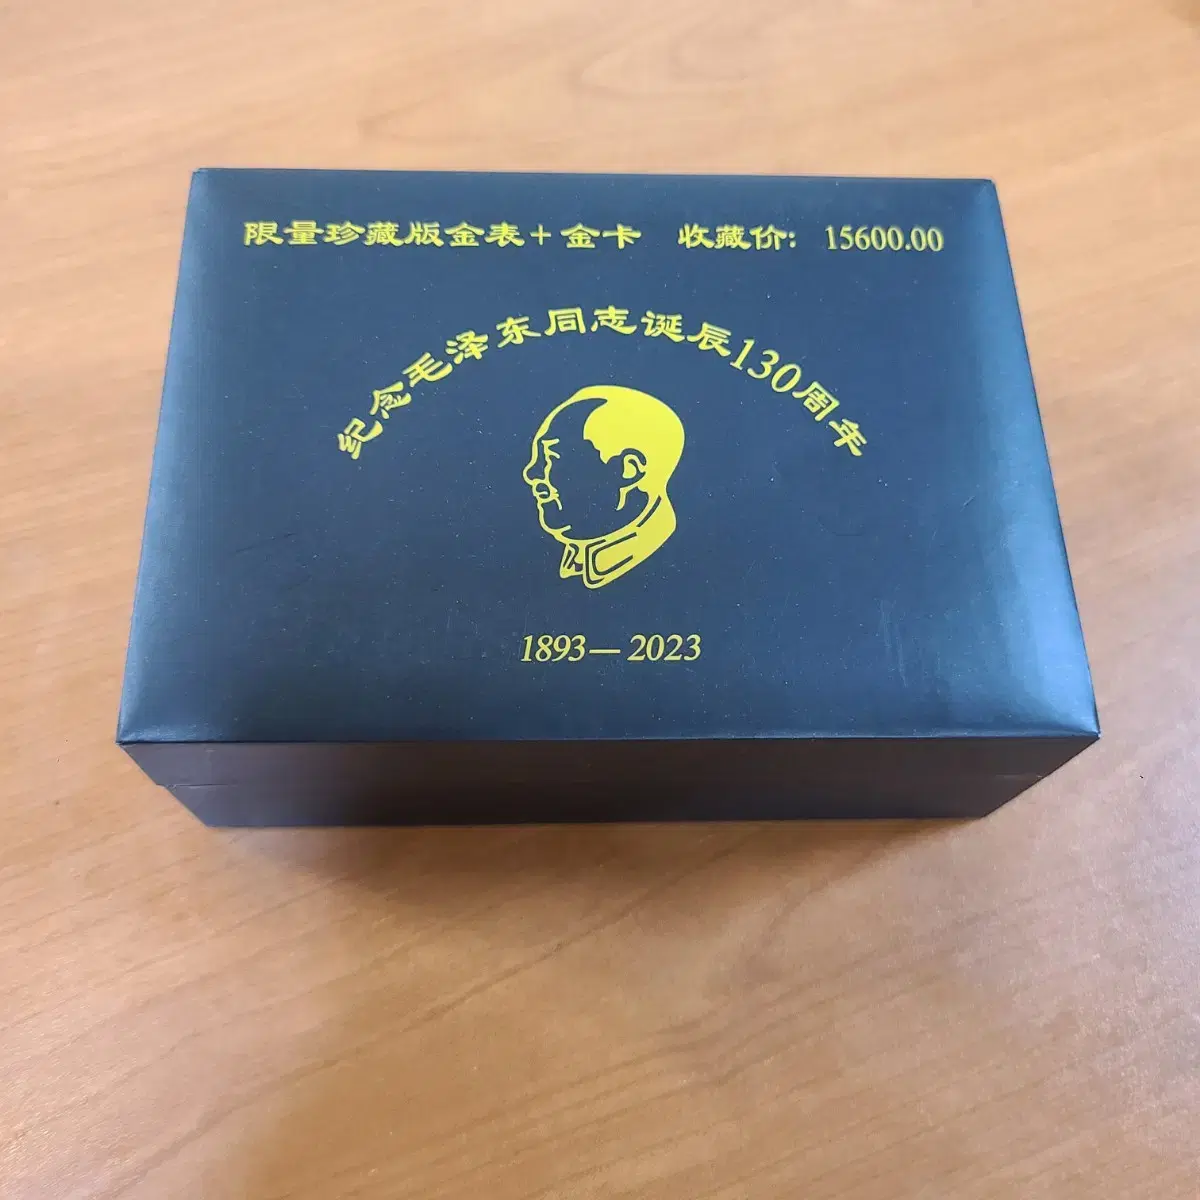 限量珍藏版金表+金卡 收藏价: 15600.00
纪念毛泽东同志诞辰130周年
1893—2023